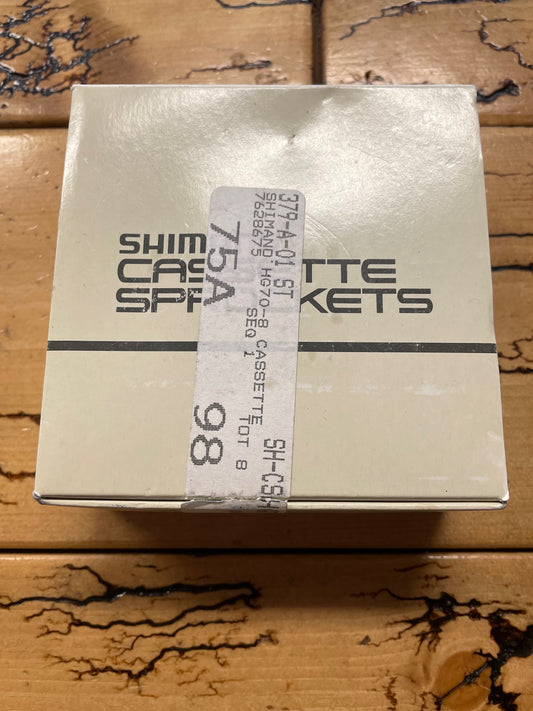 SHIM
CAS TTE
SPR KETS
379-A-01 ST
SHIMANO: HG70-8 CASSETTE
7628675 SEQ 1 TOT 8
75A 98
SH-CSH